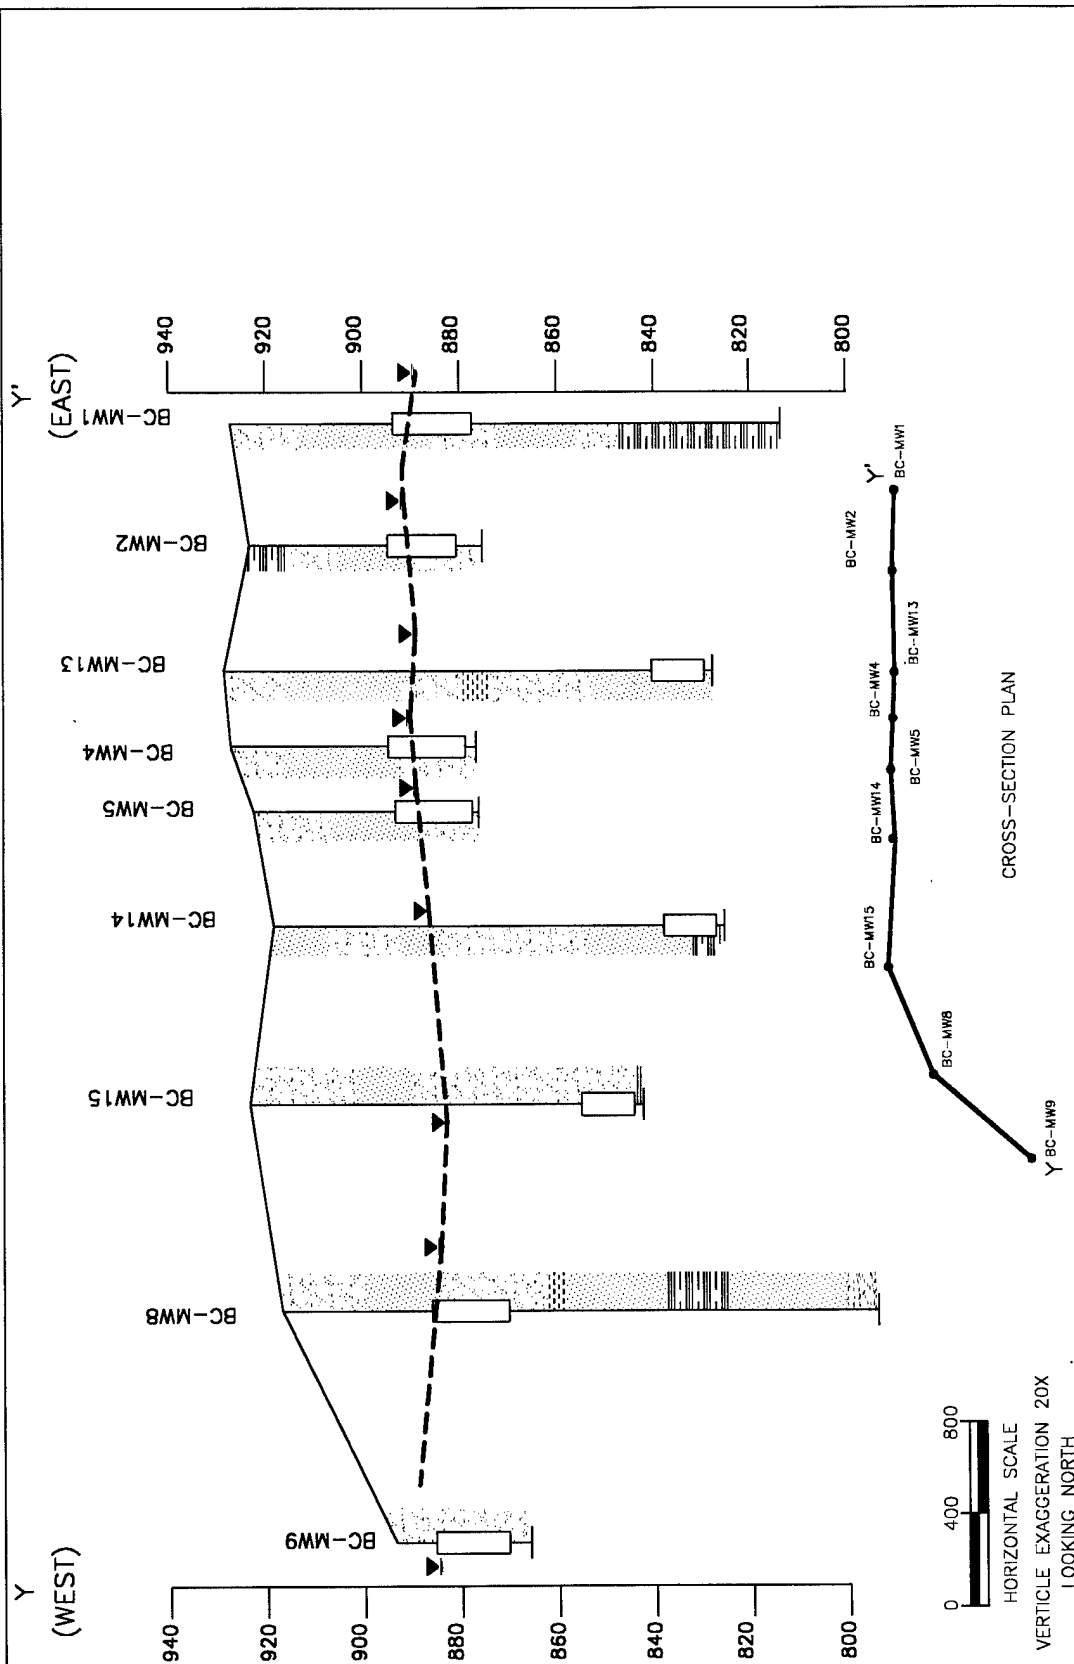 Y
(WEST)
Y'
(EAST)
BC-MW9
BC-MW8
BC-MW15
BC-MW14
BC-MW5
BC-MW4
BC-MW13
BC-MW2
BC-MW1
940
920
900
880
860
840
820
800
940
920
900
880
860
840
820
800
0 400 800
HORIZONTAL SCALE
VERTICLE EXAGGERATION 20X
LOOKING NORTH
Y
BC-MW9
BC-MW8
BC-MW15
BC-MW14
BC-MW5
BC-MW4
BC-MW13
BC-MW2
Y'
BC-MW1
CROSS-SECTION PLAN